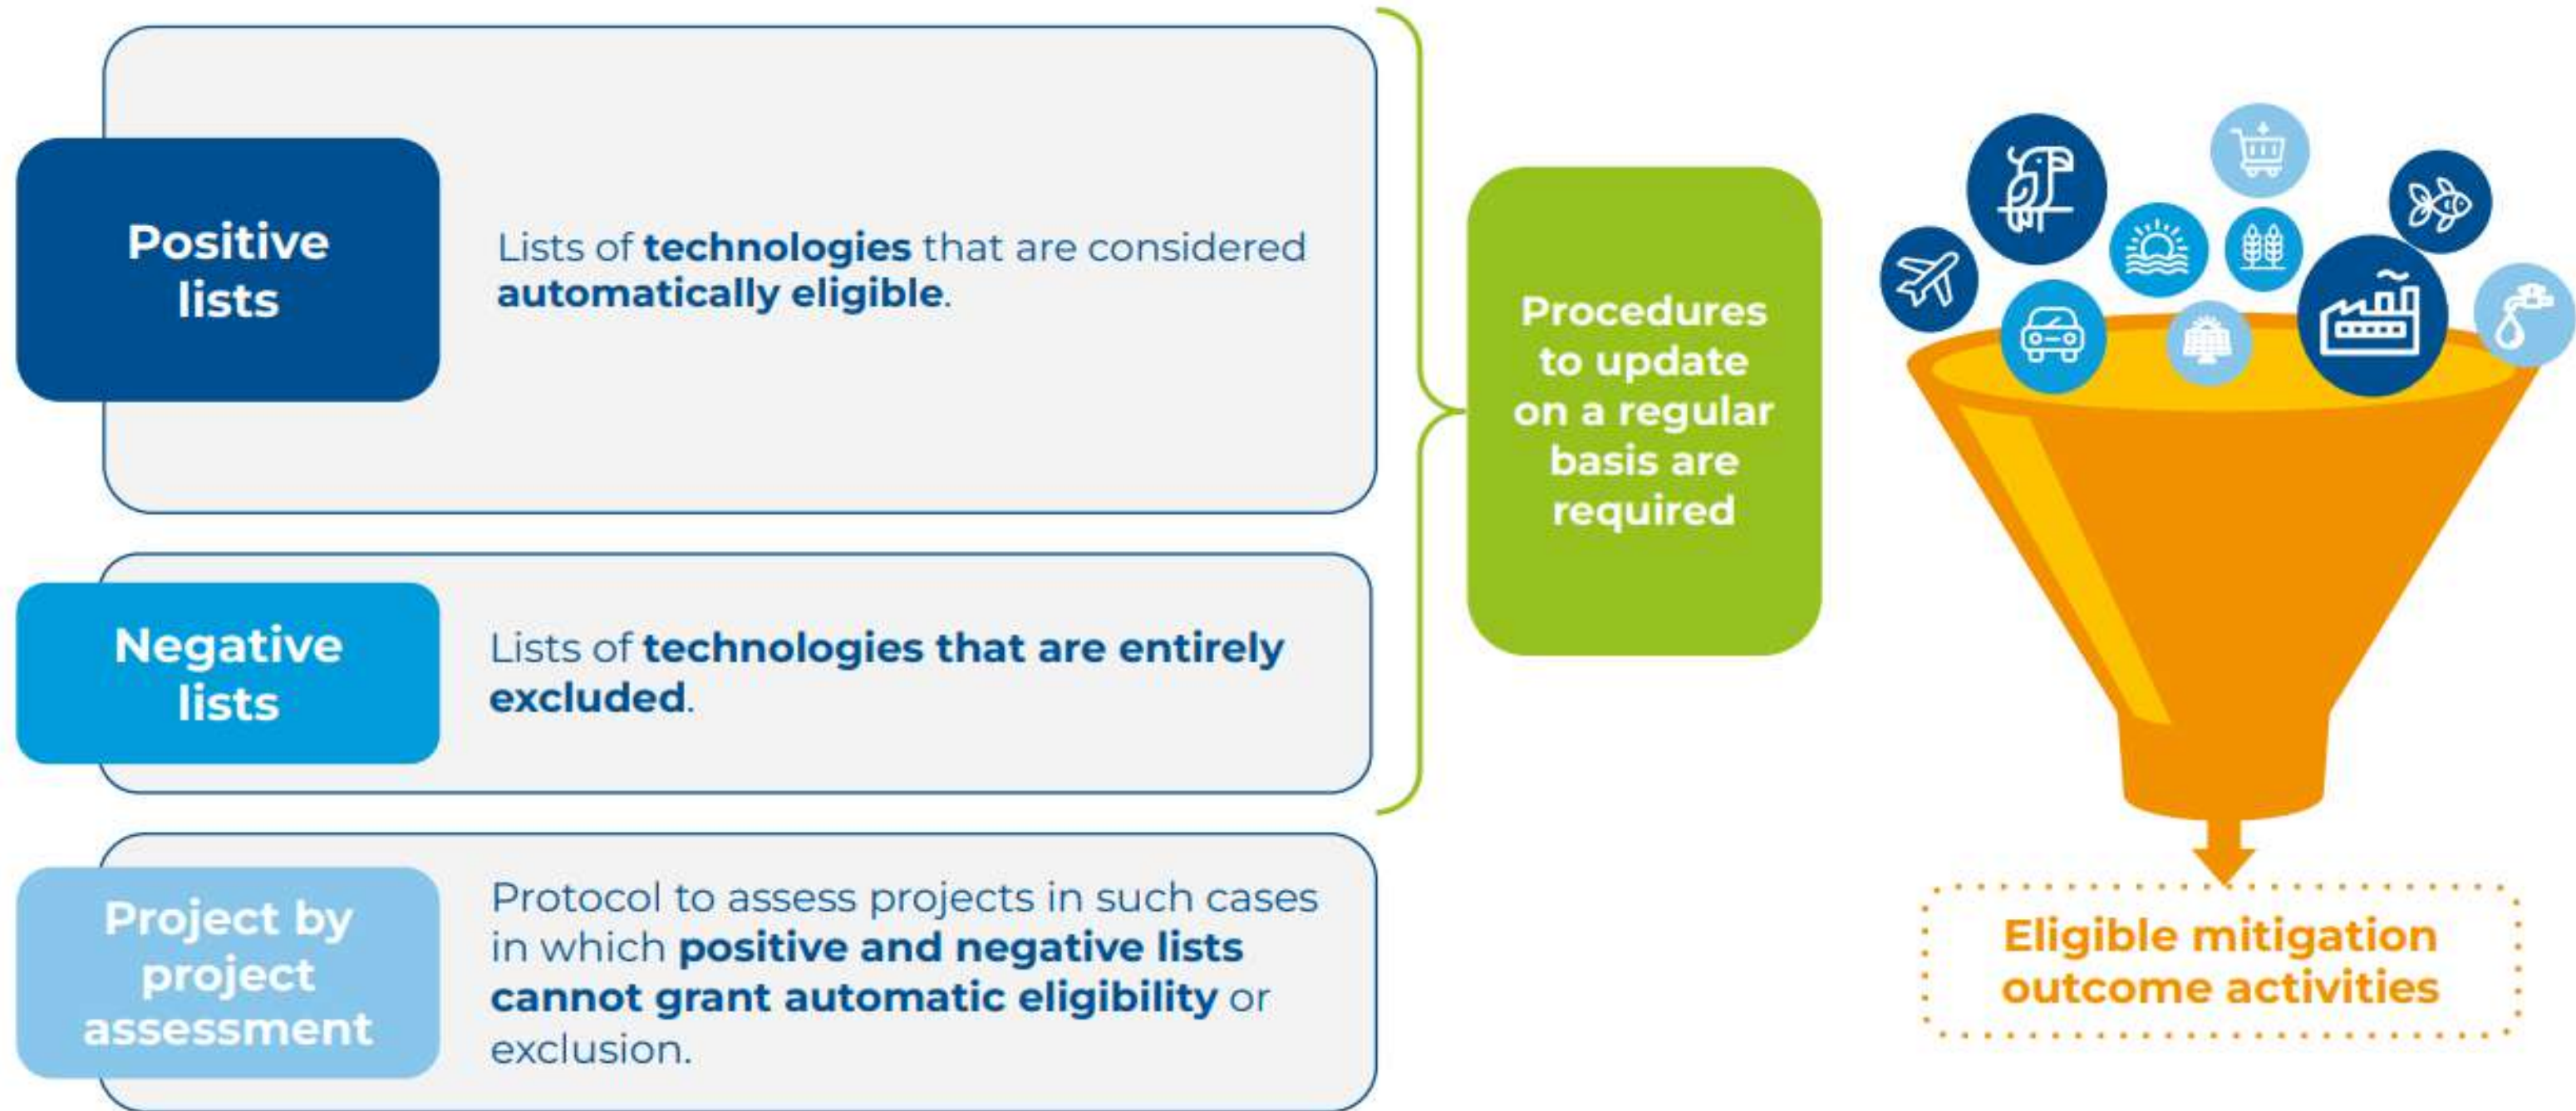 Positive
lists
Lists of technologies that are considered
automatically eligible.
Negative
lists
Lists of technologies that are entirely
excluded.
Project by
project
assessment
Protocol to assess projects in such cases
in which positive and negative lists
cannot grant automatic eligibility or
exclusion.
Procedures
to update
on a regular
basis are
required
Eligible mitigation
outcome activities